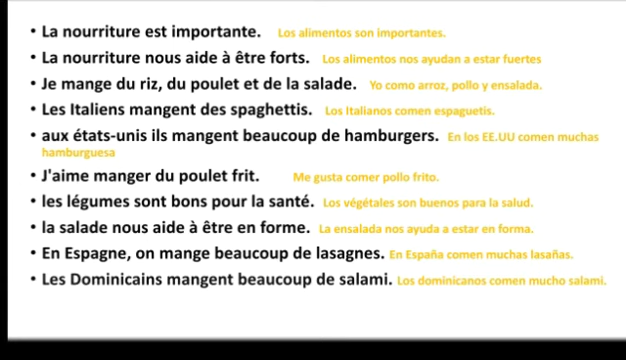 • La nourriture est importante. Los alimentos son importantes.
• La nourriture nous aide à être forts. Los alimentos nos ayudan a estar fuertes
• Je mange du riz, du poulet et de la salade. Yo como arroz, pollo y ensalada.
• Les Italiens mangent des spaghettis. Los Italianos comen espaguetis.
• aux états-unis ils mangent beaucoup de hamburgers. En los EE.UU comen muchas
hamburguesa
• J'aime manger du poulet frit. Me gusta comer pollo frito.
• les légumes sont bons pour la santé. Los végétales son buenos para la salud.
• la salade nous aide à être en forme. La ensalada nos ayuda a estar en forma.
• En Espagne, on mange beaucoup de lasagnes. En España comen muchas lasañas.
• Les Dominicains mangent beaucoup de salami. Los dominicanos comen mucho salami.